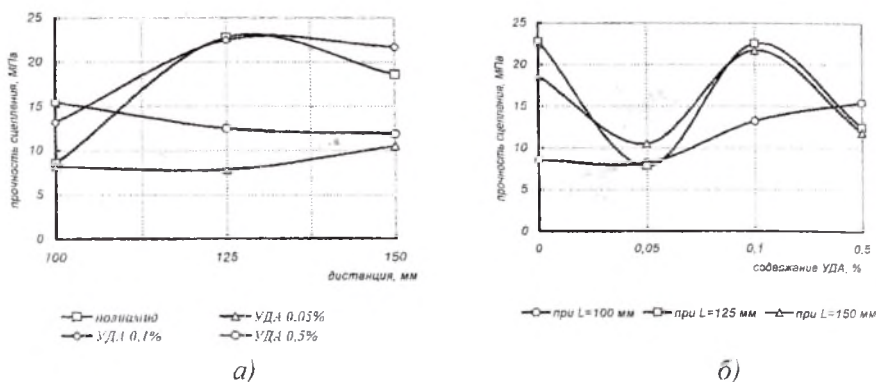 прочность сцепления, МПа
25
20
15
10
5
0
100
125
150
дистанция, мм
полиамид
УДА 0.05%
УДА 0,1%
УДА 0,5%
а)
прочность сцепления, МПа
25
20
15
10
5
0
0
0,05
0,1
0,5
содержание УДА, %
при L=100 мм
при L=125 мм
при L=150 мм
б)